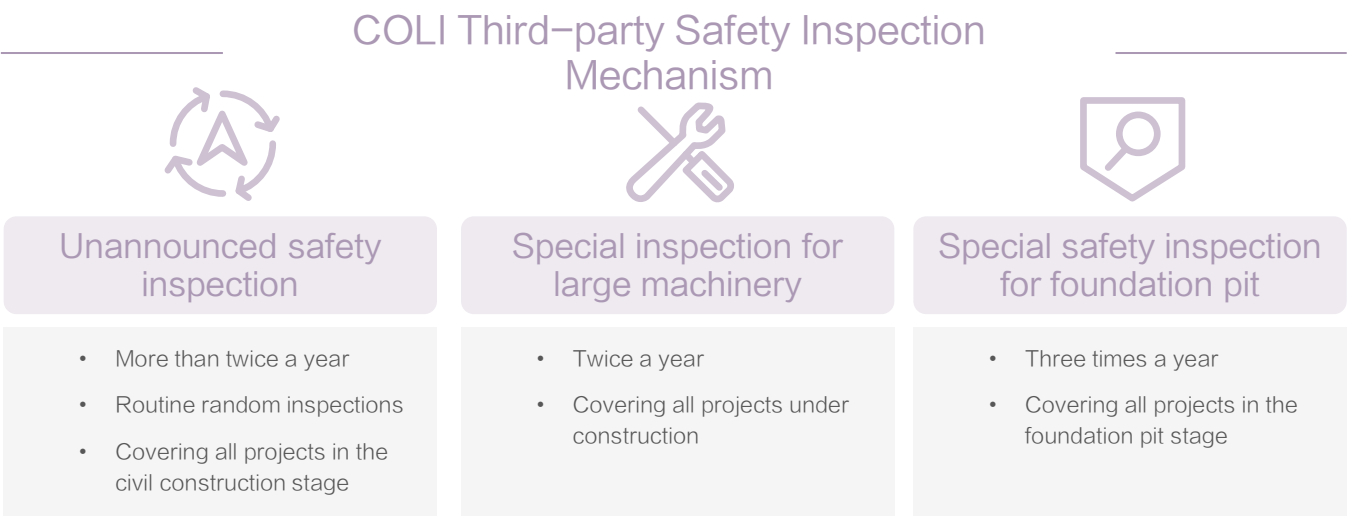 COLI Third-party Safety Inspection
Mechanism
Unannounced safety
inspection
• More than twice a year
• Routine random inspections
• Covering all projects in the
civil construction stage
Special inspection for
large machinery
• Twice a year
• Covering all projects under
construction
Special safety inspection
for foundation pit
• Three times a year
• Covering all projects in the
foundation pit stage